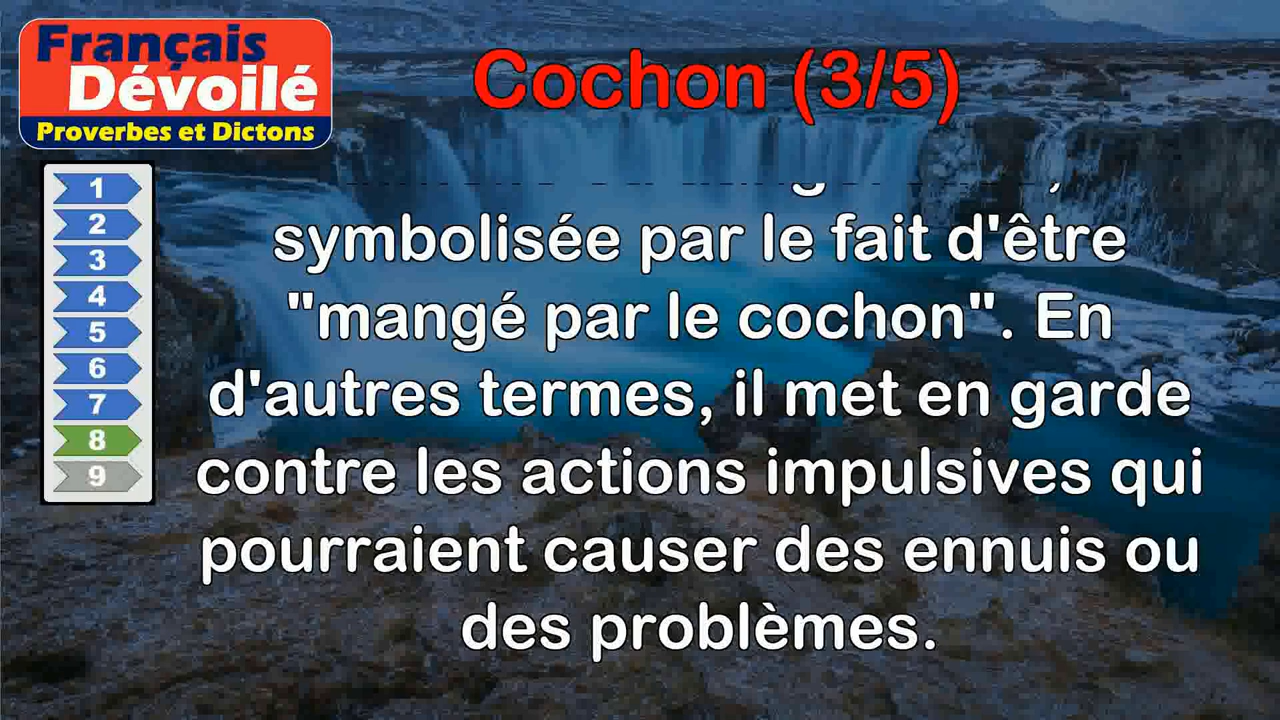 Français
Dévoilé
Proverbes et Dictons
Cochon (3/5)
1
2
3
4
5
6
7
8
9
symbolisée par le fait d'être
"mangé par le cochon". En
d'autres termes, il met en garde
contre les actions impulsives qui
pourraient causer des ennuis ou
des problèmes.